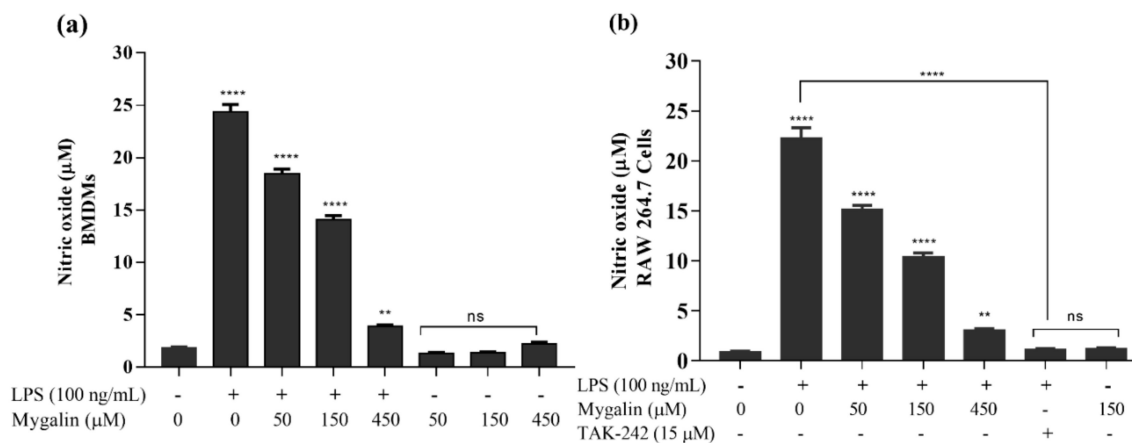 (a)
30
25
20
15
10
5
0
Nitric oxide (µM)
BMDMs
****
****
****
**
ns
LPS (100 ng/mL) - + + + + - - -
Mygalin (µM) 0 0 50 150 450 50 150 450
(b)
30
25
20
15
10
5
0
Nitric oxide (µM)
RAW 264.7 Cells
****
****
****
****
**
ns
LPS (100 ng/mL) - + + + + + -
Mygalin (µM) 0 0 50 150 450 - 150
TAK-242 (15 µM) - - - - - + -